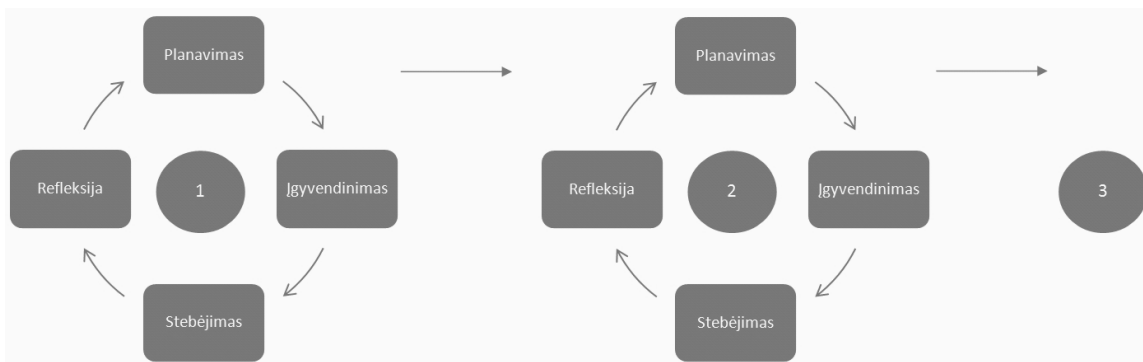 Planavimas
Refleksija
1
Įgyvendinimas
Stebėjimas
Planavimas
Refleksija
2
Įgyvendinimas
Stebėjimas
3